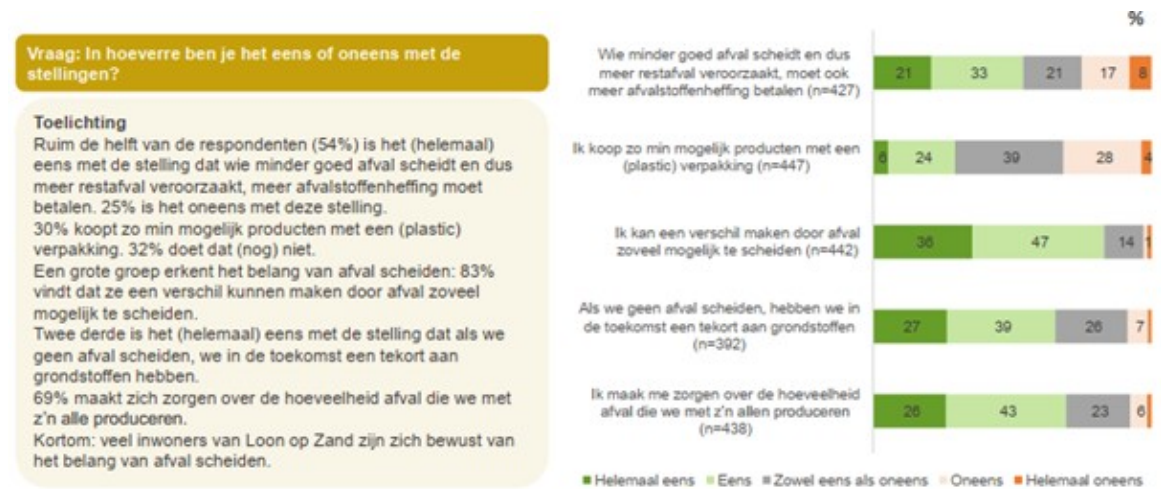 %
Vraag: In hoeverre ben je het eens of oneens met de
stellingen?
Toelichting
Ruim de helft van de respondenten (54%) is het (helemaal)
eens met de stelling dat wie minder goed afval scheidt en dus
meer restafval veroorzaakt, meer afvalstoffenheffing moet
betalen. 25% is het oneens met deze stelling.
30% koopt zo min mogelijk producten met een (plastic)
verpakking. 32% doet dat (nog) niet.
Een grote groep erkent het belang van afval scheiden: 83%
vindt dat ze een verschil kunnen maken door afval zoveel
mogelijk te scheiden.
Twee derde is het (helemaal) eens met de stelling dat als we
geen afval scheiden, we in de toekomst een tekort aan
grondstoffen hebben.
69% maakt zich zorgen over de hoeveelheid afval die we met
z'n alle produceren.
Kortom: veel inwoners van Loon op Zand zijn zich bewust van
het belang van afval scheiden.
Wie minder goed afval scheidt en dus
meer restafval veroorzaakt, moet ook
meer afvalstoffenheffing betalen (n=427)
21 33 21 17 8
Ik koop zo min mogelijk producten met een
(plastic) verpakking (n=447)
6 24 39 28 4
Ik kan een verschil maken door afval
zoveel mogelijk te scheiden (n=442)
36 47 14 1
Als we geen afval scheiden, hebben we in
de toekomst een tekort aan grondstoffen
(n=392)
27 39 26 7
Ik maak me zorgen over de hoeveelheid
afval die we met z'n allen produceren
(n=438)
26 43 23 6
Helemaal eens Eens Zowel eens als oneens Oneens Helemaal oneens